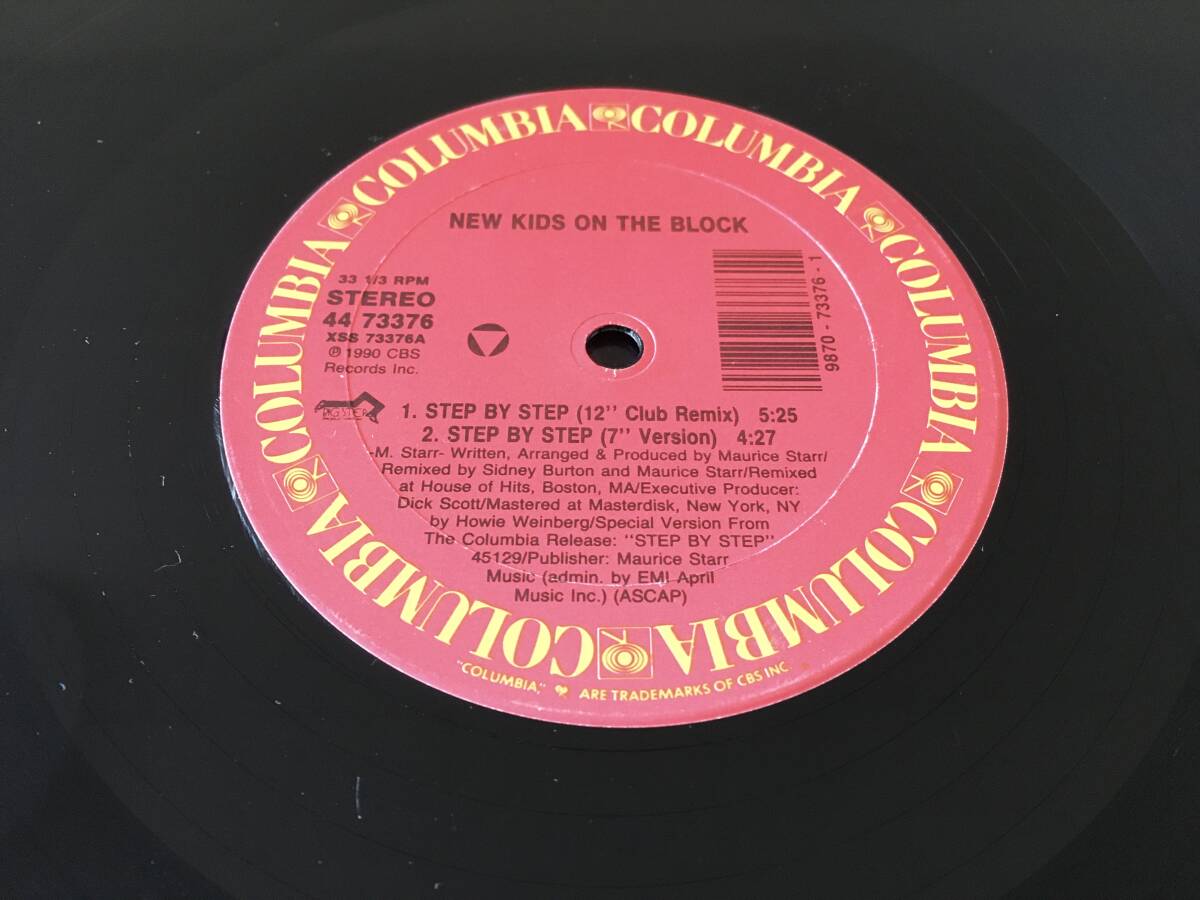 COLUMBIA COLUMBIA COLUMBIA COLUMBIA COLUMBIA COLUMBIA COLUMBIA COLUMBIA
NEW KIDS ON THE BLOCK
33 1/3 RPM
STEREO
44 73376
XSS 73376A
℗ 1990 CBS
Records Inc.
9870 - 73376 - 1
BIG STEP
1. STEP BY STEP (12'' Club Remix) 5:25
2. STEP BY STEP (7'' Version) 4:27
-M. Starr- Written, Arranged & Produced by Maurice Starr/
Remixed by Sidney Burton and Maurice Starr/Remixed
at House of Hits, Boston, MA/Executive Producer:
Dick Scott/Mastered at Masterdisk, New York, NY
by Howie Weinberg/Special Version From
The Columbia Release: "STEP BY STEP"
45129/Publisher: Maurice Starr
Music (admin. by EMI April
Music Inc.) (ASCAP)
"COLUMBIA," ARE TRADEMARKS OF CBS INC.